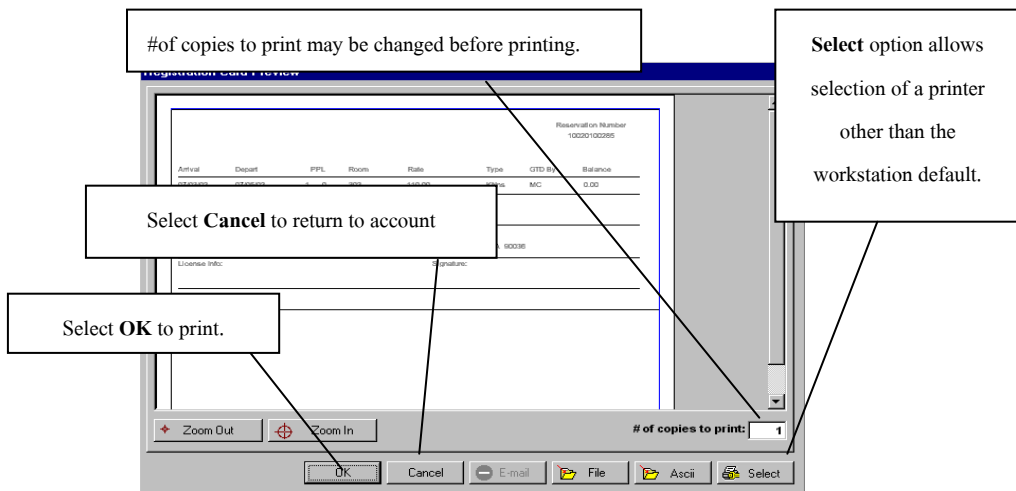 #of copies to print may be changed before printing.
Select option allows
selection of a printer
other than the
workstation default.
Registration Card Preview
Reservation Number
10020100285
Arrival Depart PPL Room Rate Type GTD By Balance
MC 0.00
Select Cancel to return to account
90036
License Info: Signature:
Select OK to print.
Zoom Out Zoom In # of copies to print: 1
OK Cancel E-mail File Ascii Select